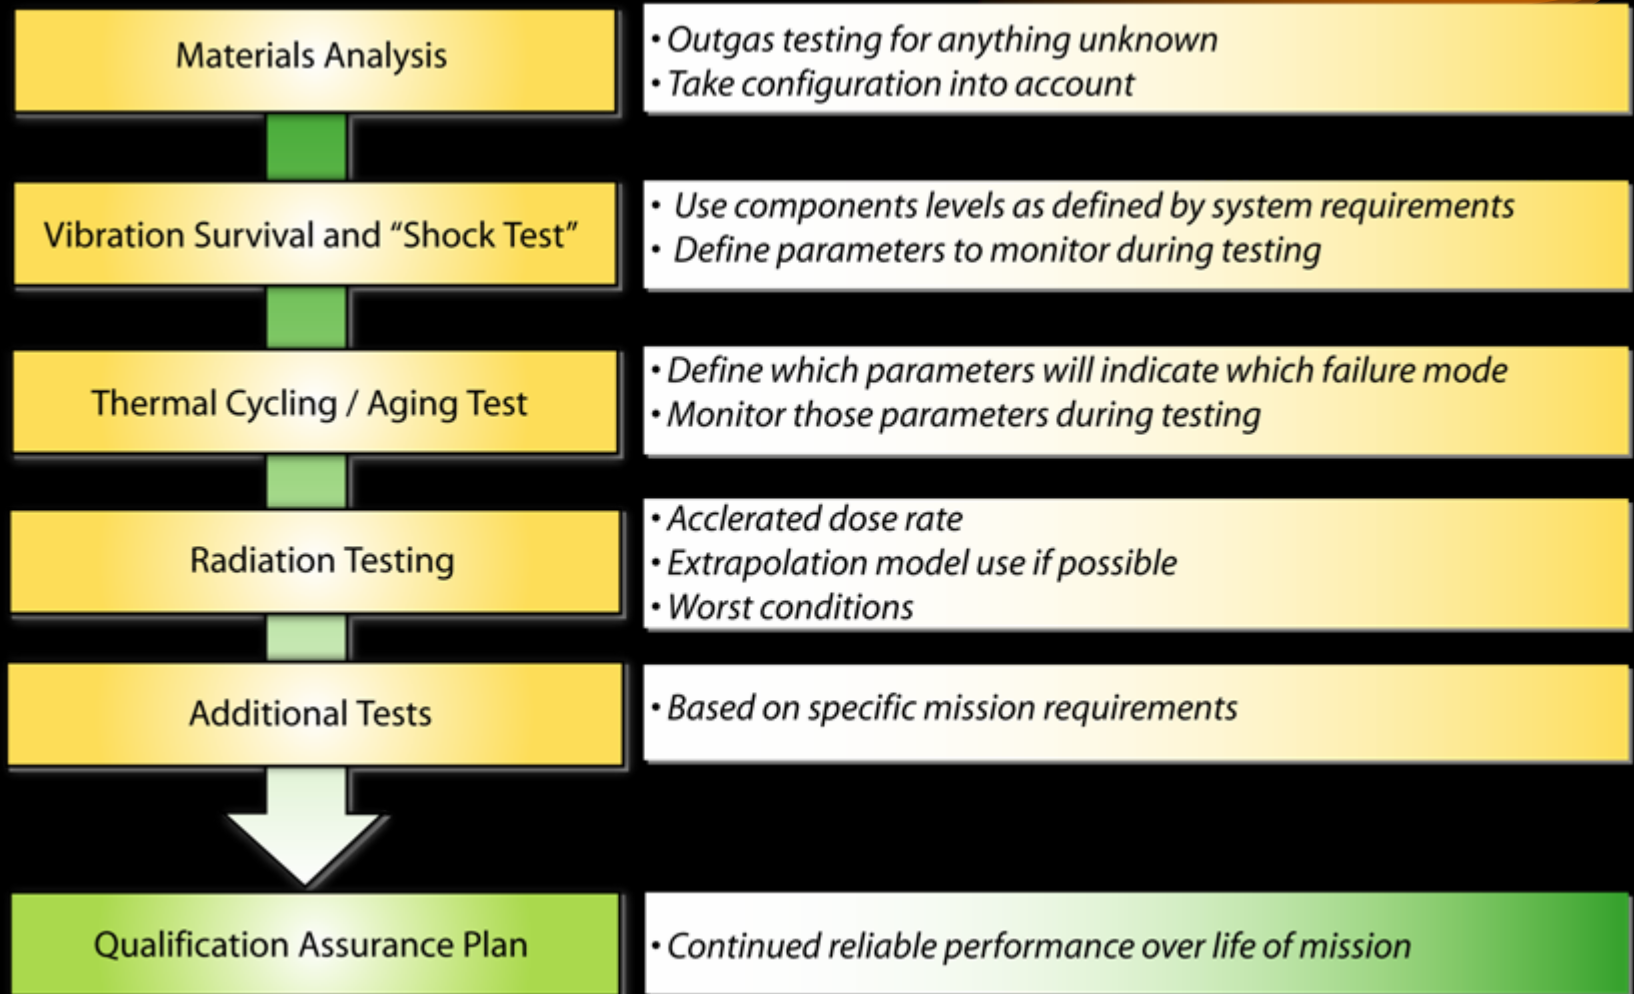 Materials Analysis
• Outgas testing for anything unknown
• Take configuration into account
Vibration Survival and “Shock Test”
• Use components levels as defined by system requirements
• Define parameters to monitor during testing
Thermal Cycling / Aging Test
• Define which parameters will indicate which failure mode
• Monitor those parameters during testing
Radiation Testing
• Acclerated dose rate
• Extrapolation model use if possible
• Worst conditions
Additional Tests
• Based on specific mission requirements
Qualification Assurance Plan
• Continued reliable performance over life of mission